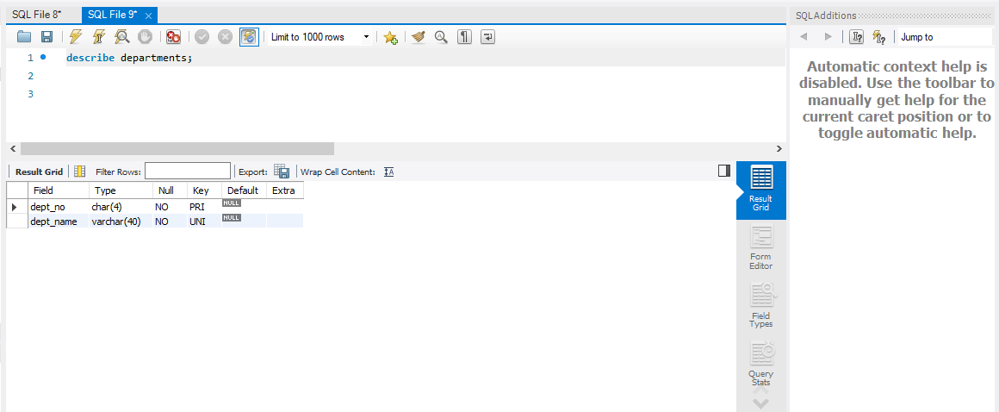 SQL File 8*
SQL File 9*
Limit to 1000 rows
1
describe departments;
2
3
Result Grid
Filter Rows:
Export:
Wrap Cell Content:
Field Type Null Key Default Extra
dept_no char(4) NO PRI NULL
dept_name varchar(40) NO UNI NULL
Result
Grid
Form
Editor
Field
Types
Query
Stats
SQLAdditions
Jump to
Automatic context help is
disabled. Use the toolbar to
manually get help for the
current caret position or to
toggle automatic help.